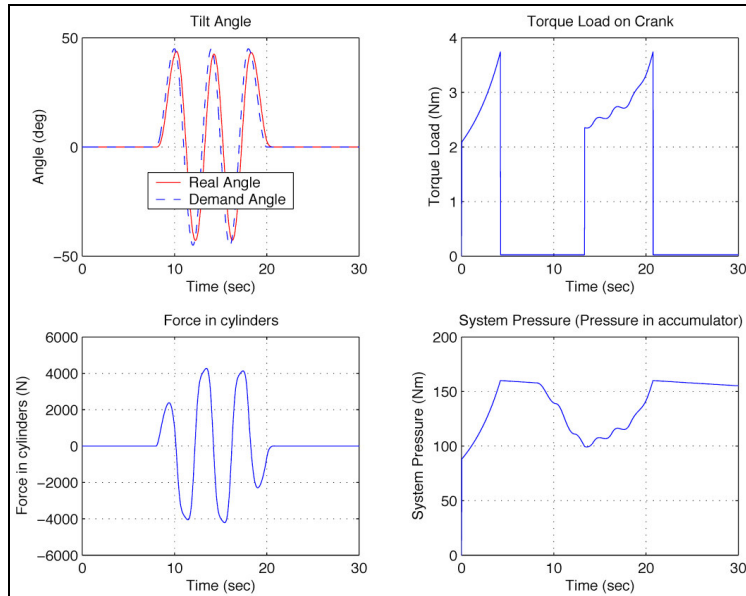 Tilt Angle
50
0
−50
Angle (deg)
Real Angle
Demand Angle
0
10
20
30
Time (sec)
Torque Load on Crank
4
3
2
1
0
Torque Load (Nm)
0
10
20
30
Time (sec)
Force in cylinders
6000
4000
2000
0
−2000
−4000
−6000
Force in cylinders (N)
0
10
20
30
Time (sec)
System Pressure (Pressure in accumulator)
200
150
100
50
0
System Pressure (Nm)
0
10
20
30
Time (sec)